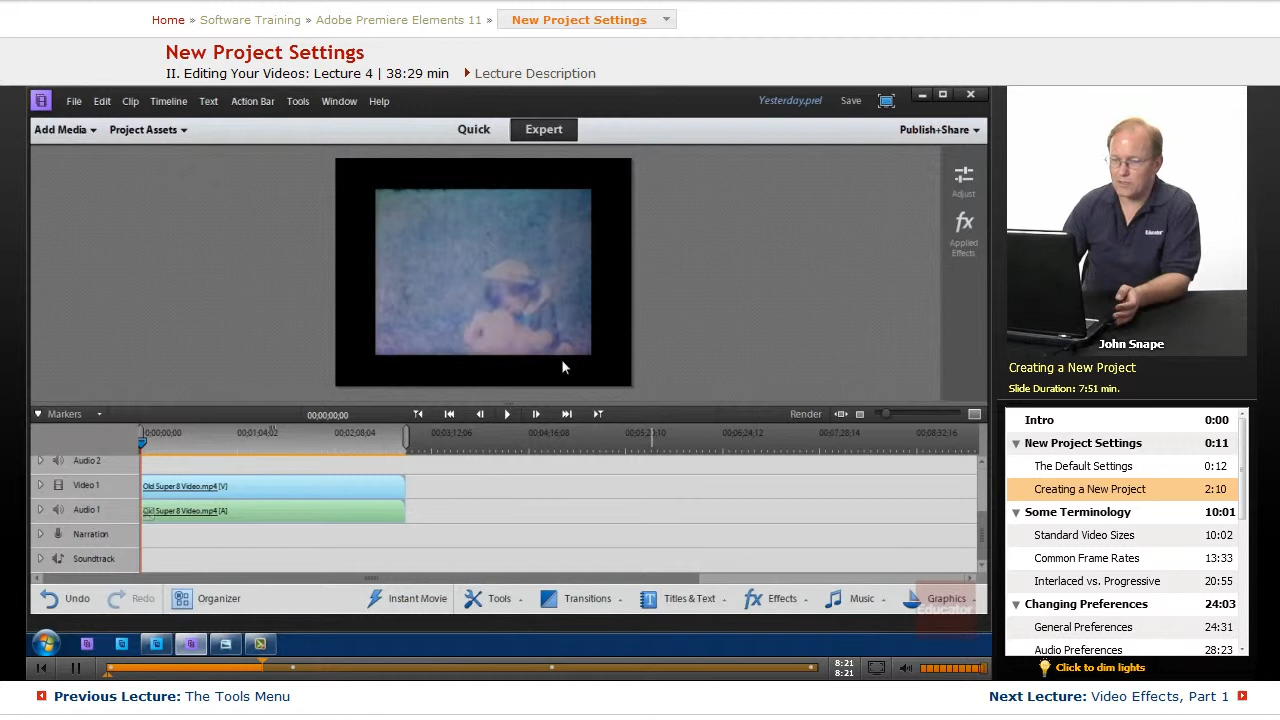 Home » Software Training » Adobe Premiere Elements 11 » New Project Settings
New Project Settings
II. Editing Your Videos: Lecture 4 | 38:29 min Lecture Description
File Edit Clip Timeline Text Action Bar Tools Window Help Yesterday.prel Save
Add Media Project Assets Quick Expert Publish+Share
Adjust
fx
Applied
Effects
Markers 00;00;00;00 Render
00;00;00;00 00;01;04;02 00;02;08;04 00;03;12;06 00;04;16;08 00;05;20;10 00;06;24;12 00;07;28;14 00;08;32;16
Audio 2
Video 1 Old Super 8 Video.mp4 [V]
Audio 1 Old Super 8 Video.mp4 [A]
Narration
Soundtrack
Undo Redo Organizer Instant Movie Tools Transitions T Titles & Text fx Effects Music Graphics
Educator
Educator
John Snape
Creating a New Project
Slide Duration: 7:51 min.
Intro 0:00
New Project Settings 0:11
The Default Settings 0:12
Creating a New Project 2:10
Some Terminology 10:01
Standard Video Sizes 10:02
Common Frame Rates 13:33
Interlaced vs. Progressive 20:55
Changing Preferences 24:03
General Preferences 24:31
Audio Preferences 28:23
8:21
8:21
Click to dim lights
Previous Lecture: The Tools Menu
Next Lecture: Video Effects, Part 1